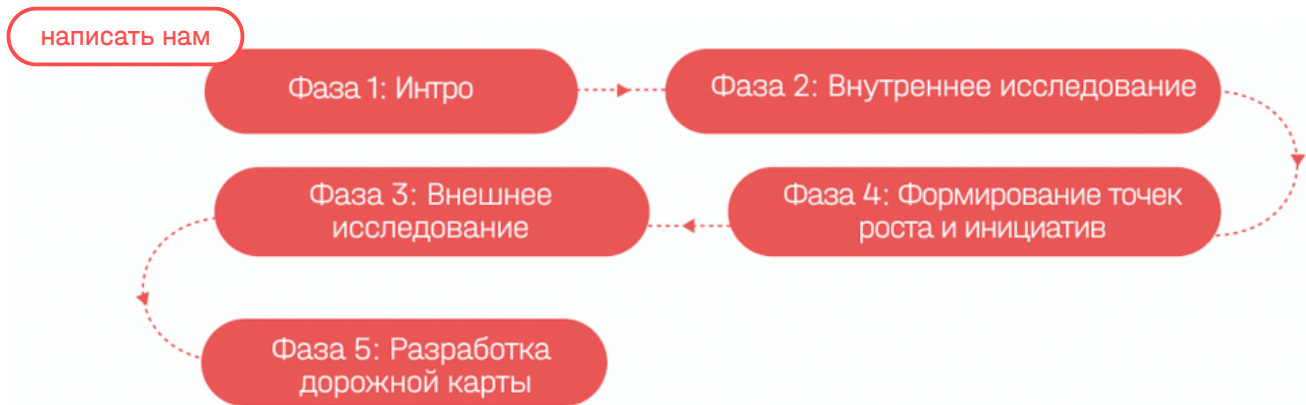 написать нам
Фаза 1: Интро
Фаза 2: Внутреннее исследование
Фаза 3: Внешнее
исследование
Фаза 4: Формирование точек
роста и инициатив
Фаза 5: Разработка
дорожной карты